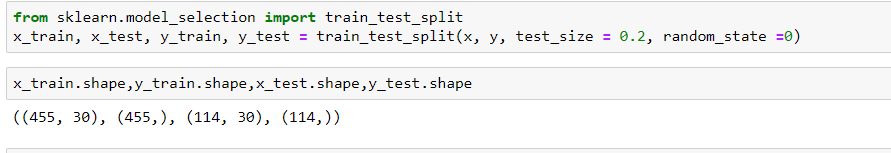 from sklearn.model_selection import train_test_split
x_train, x_test, y_train, y_test = train_test_split(x, y, test_size = 0.2, random_state =0)
x_train.shape,y_train.shape,x_test.shape,y_test.shape
((455, 30), (455,), (114, 30), (114,))